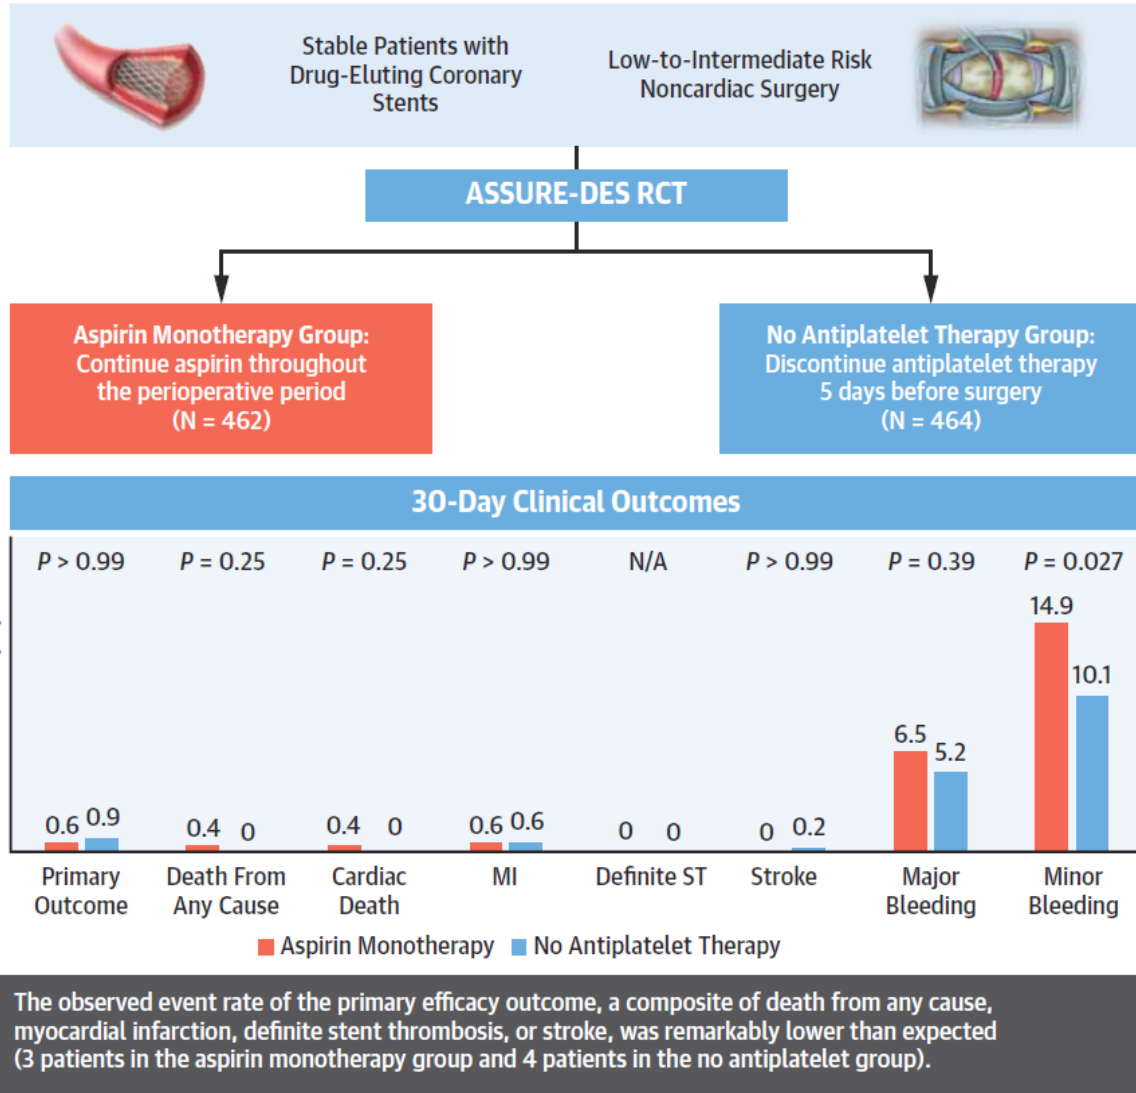 Stable Patients with
Drug-Eluting Coronary
Stents
Low-to-Intermediate Risk
Noncardiac Surgery
ASSURE-DES RCT
Aspirin Monotherapy Group:
Continue aspirin throughout
the perioperative period
(N = 462)
No Antiplatelet Therapy Group:
Discontinue antiplatelet therapy
5 days before surgery
(N = 464)
30-Day Clinical Outcomes
P > 0.99 P = 0.25 P = 0.25 P > 0.99 N/A P > 0.99 P = 0.39 P = 0.027
14.9
10.1
6.5
5.2
0.6 0.9 0.4 0 0.4 0 0.6 0.6 0 0 0 0.2
Primary Outcome
Death From Any Cause
Cardiac Death
MI
Definite ST
Stroke
Major Bleeding
Minor Bleeding
Aspirin Monotherapy No Antiplatelet Therapy
The observed event rate of the primary efficacy outcome, a composite of death from any cause,
myocardial infarction, definite stent thrombosis, or stroke, was remarkably lower than expected
(3 patients in the aspirin monotherapy group and 4 patients in the no antiplatelet group).